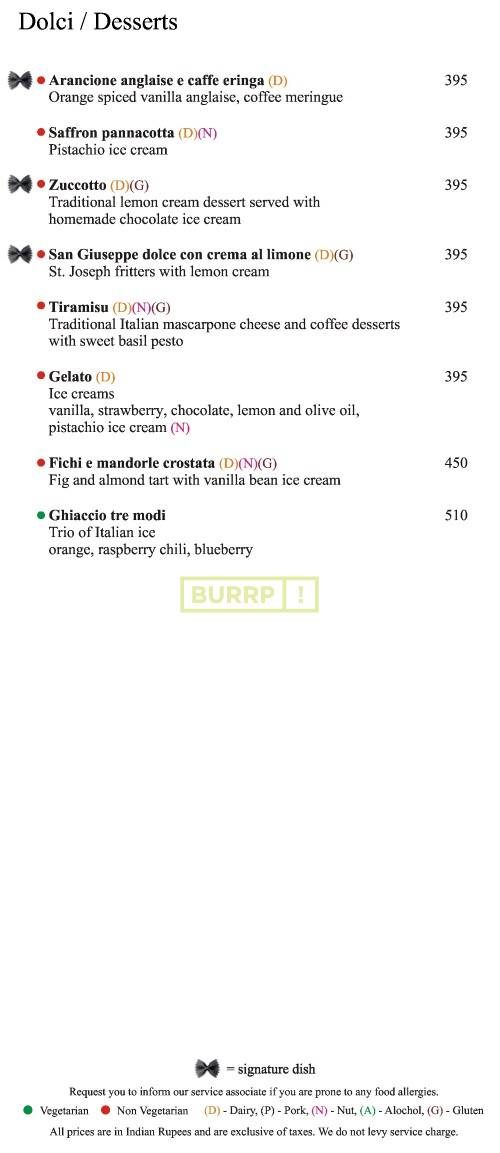 Dolci / Desserts
Arancione anglaise e caffe eringa (D) 395
Orange spiced vanilla anglaise, coffee meringue
Saffron pannacotta (D)(N) 395
Pistachio ice cream
Zuccotto (D)(G) 395
Traditional lemon cream dessert served with
homemade chocolate ice cream
San Giuseppe dolce con crema al limone (D)(G) 395
St. Joseph fritters with lemon cream
Tiramisu (D)(N)(G) 395
Traditional Italian mascarpone cheese and coffee desserts
with sweet basil pesto
Gelato (D) 395
Ice creams
vanilla, strawberry, chocolate, lemon and olive oil,
pistachio ice cream (N)
Fichi e mandorle crostata (D)(N)(G) 450
Fig and almond tart with vanilla bean ice cream
Ghiaccio tre modi 510
Trio of Italian ice
orange, raspberry chili, blueberry
BURRP !
= signature dish
Request you to inform our service associate if you are prone to any food allergies.
Vegetarian Non Vegetarian (D) - Dairy, (P) - Pork, (N) - Nut, (A) - Alochol, (G) - Gluten
All prices are in Indian Rupees and are exclusive of taxes. We do not levy service charge.